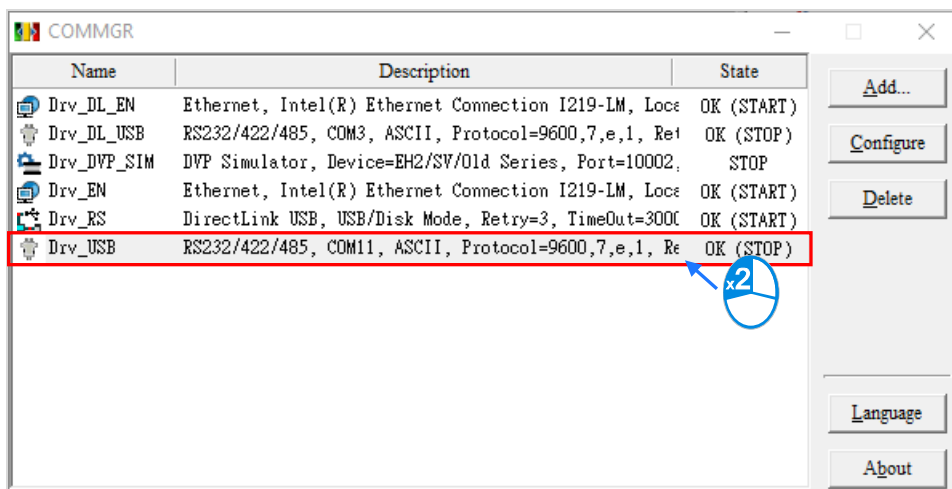 COMMGR
Name Description State
Drv_DL_EN Ethernet, Intel(R) Ethernet Connection I219-LM, Loca OK (START)
Drv_DL_USB RS232/422/485, COM3, ASCII, Protocol=9600,7,e,1, Ret OK (STOP)
Drv_DVP_SIM DVP Simulator, Device=EH2/SV/Old Series, Port=10002, STOP
Drv_EN Ethernet, Intel(R) Ethernet Connection I219-LM, Loca OK (START)
Drv_RS DirectLink USB, USB/Disk Mode, Retry=3, TimeOut=3000 OK (START)
Drv_USB RS232/422/485, COM11, ASCII, Protocol=9600,7,e,1, Re OK (STOP)
x2
Add...
Configure
Delete
Language
About